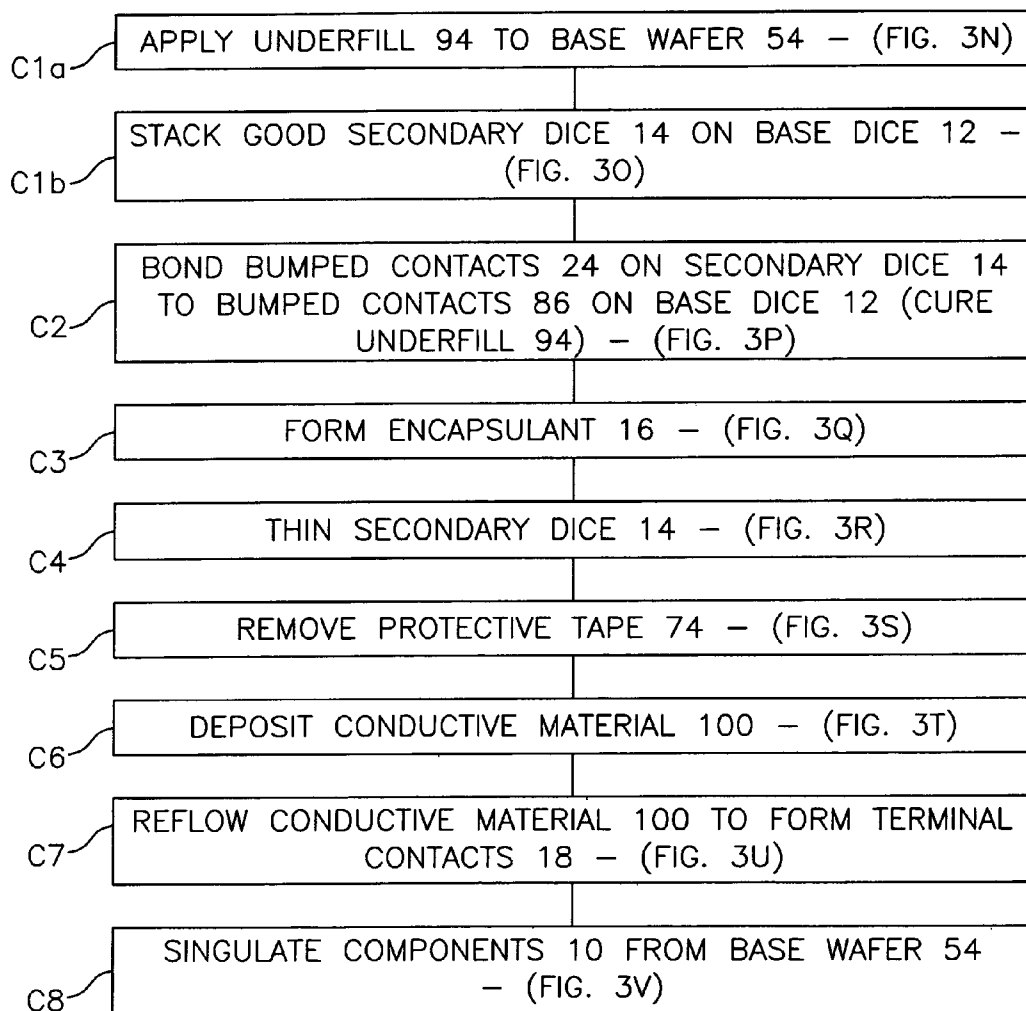 C1a
APPLY UNDERFILL 94 TO BASE WAFER 54 – (FIG. 3N)
C1b
STACK GOOD SECONDARY DICE 14 ON BASE DICE 12 –
(FIG. 3O)
C2
BOND BUMPED CONTACTS 24 ON SECONDARY DICE 14
TO BUMPED CONTACTS 86 ON BASE DICE 12 (CURE
UNDERFILL 94) – (FIG. 3P)
C3
FORM ENCAPSULANT 16 – (FIG. 3Q)
C4
THIN SECONDARY DICE 14 – (FIG. 3R)
C5
REMOVE PROTECTIVE TAPE 74 – (FIG. 3S)
C6
DEPOSIT CONDUCTIVE MATERIAL 100 – (FIG. 3T)
C7
REFLOW CONDUCTIVE MATERIAL 100 TO FORM TERMINAL
CONTACTS 18 – (FIG. 3U)
C8
SINGULATE COMPONENTS 10 FROM BASE WAFER 54
– (FIG. 3V)